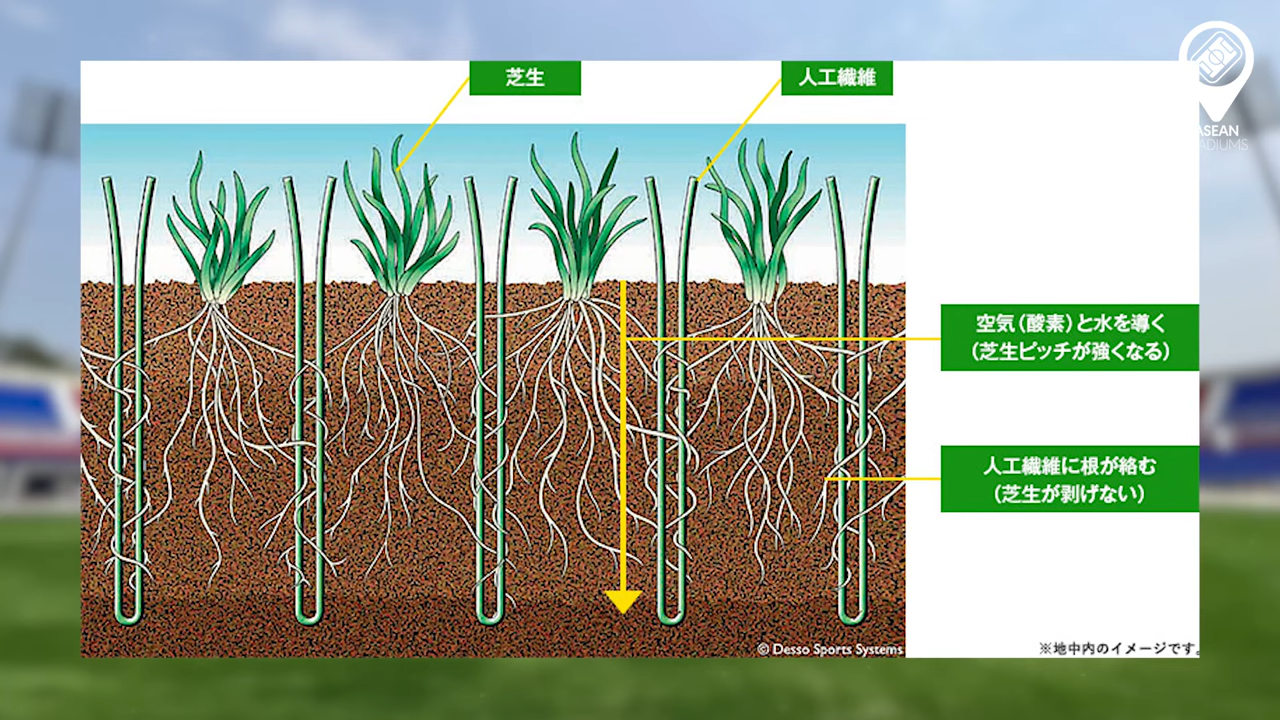 芝生
人工繊維
ASEAN
空気（酸素）と水を導く
（芝生ピッチが強くなる）
人工繊維に根が絡む
（芝生が剥げない）
※地中内のイメージです。
© Desso Sports Systems